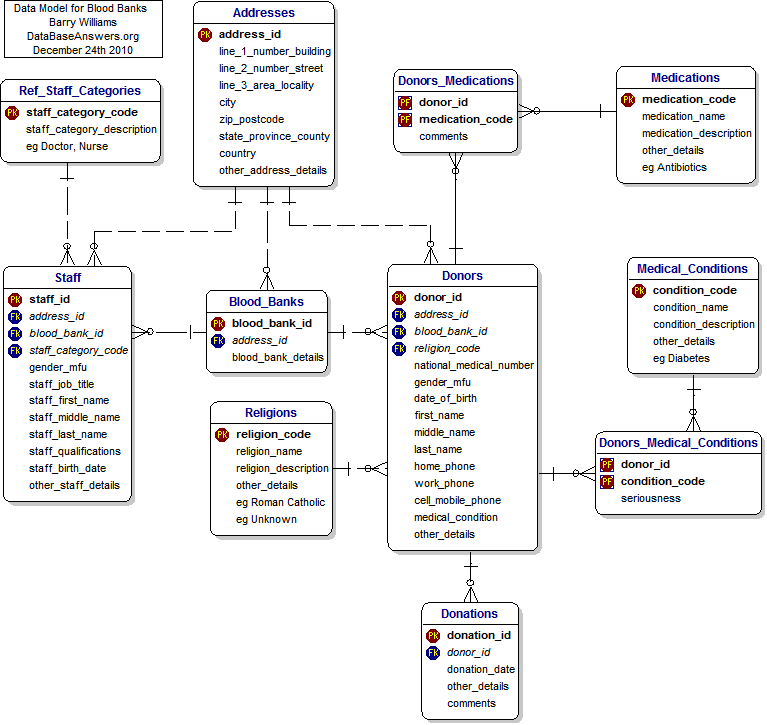 Data Model for Blood Banks
Barry Williams
DataBaseAnswers.org
December 24th 2010
Addresses
PK address_id
line_1_number_building
line_2_number_street
line_3_area_locality
city
zip_postcode
state_province_county
country
other_address_details
Ref_Staff_Categories
PK staff_category_code
staff_category_description
eg Doctor, Nurse
Donors_Medications
PF donor_id
PF medication_code
comments
Medications
PK medication_code
medication_name
medication_description
other_details
eg Antibiotics
Staff
PK staff_id
FK address_id
FK blood_bank_id
FK staff_category_code
gender_mfu
staff_job_title
staff_first_name
staff_middle_name
staff_last_name
staff_qualifications
staff_birth_date
other_staff_details
Blood_Banks
PK blood_bank_id
FK address_id
blood_bank_details
Donors
PK donor_id
FK address_id
FK blood_bank_id
FK religion_code
national_medical_number
gender_mfu
date_of_birth
first_name
middle_name
last_name
home_phone
work_phone
cell_mobile_phone
medical_condition
other_details
Medical_Conditions
PK condition_code
condition_name
condition_description
other_details
eg Diabetes
Religions
PK religion_code
religion_name
religion_description
other_details
eg Roman Catholic
eg Unknown
Donors_Medical_Conditions
PF donor_id
PF condition_code
seriousness
Donations
PK donation_id
FK donor_id
donation_date
other_details
comments